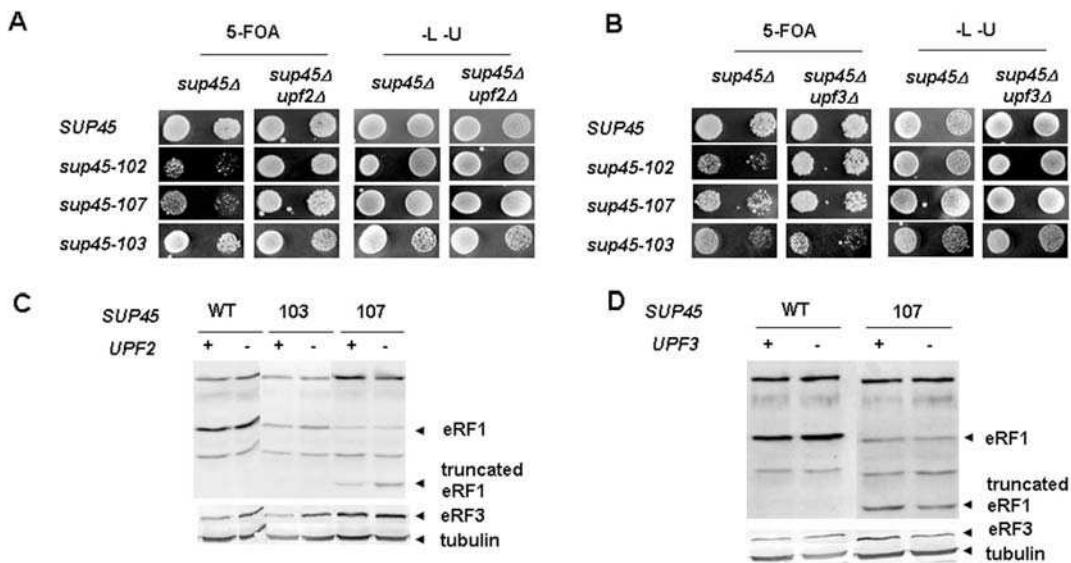 A
5-FOA
-L -U
sup45Δ
sup45Δ
upf2Δ
sup45Δ
sup45Δ
upf2Δ
SUP45
sup45-102
sup45-107
sup45-103
B
5-FOA
-L -U
sup45Δ
sup45Δ
upf3Δ
sup45Δ
sup45Δ
upf3Δ
SUP45
sup45-102
sup45-107
sup45-103
C
SUP45 WT 103 107
UPF2 + - + - + -
eRF1
truncated
eRF1
eRF3
tubulin
D
SUP45 WT 107
UPF3 + - + -
eRF1
truncated
eRF1
eRF3
tubulin